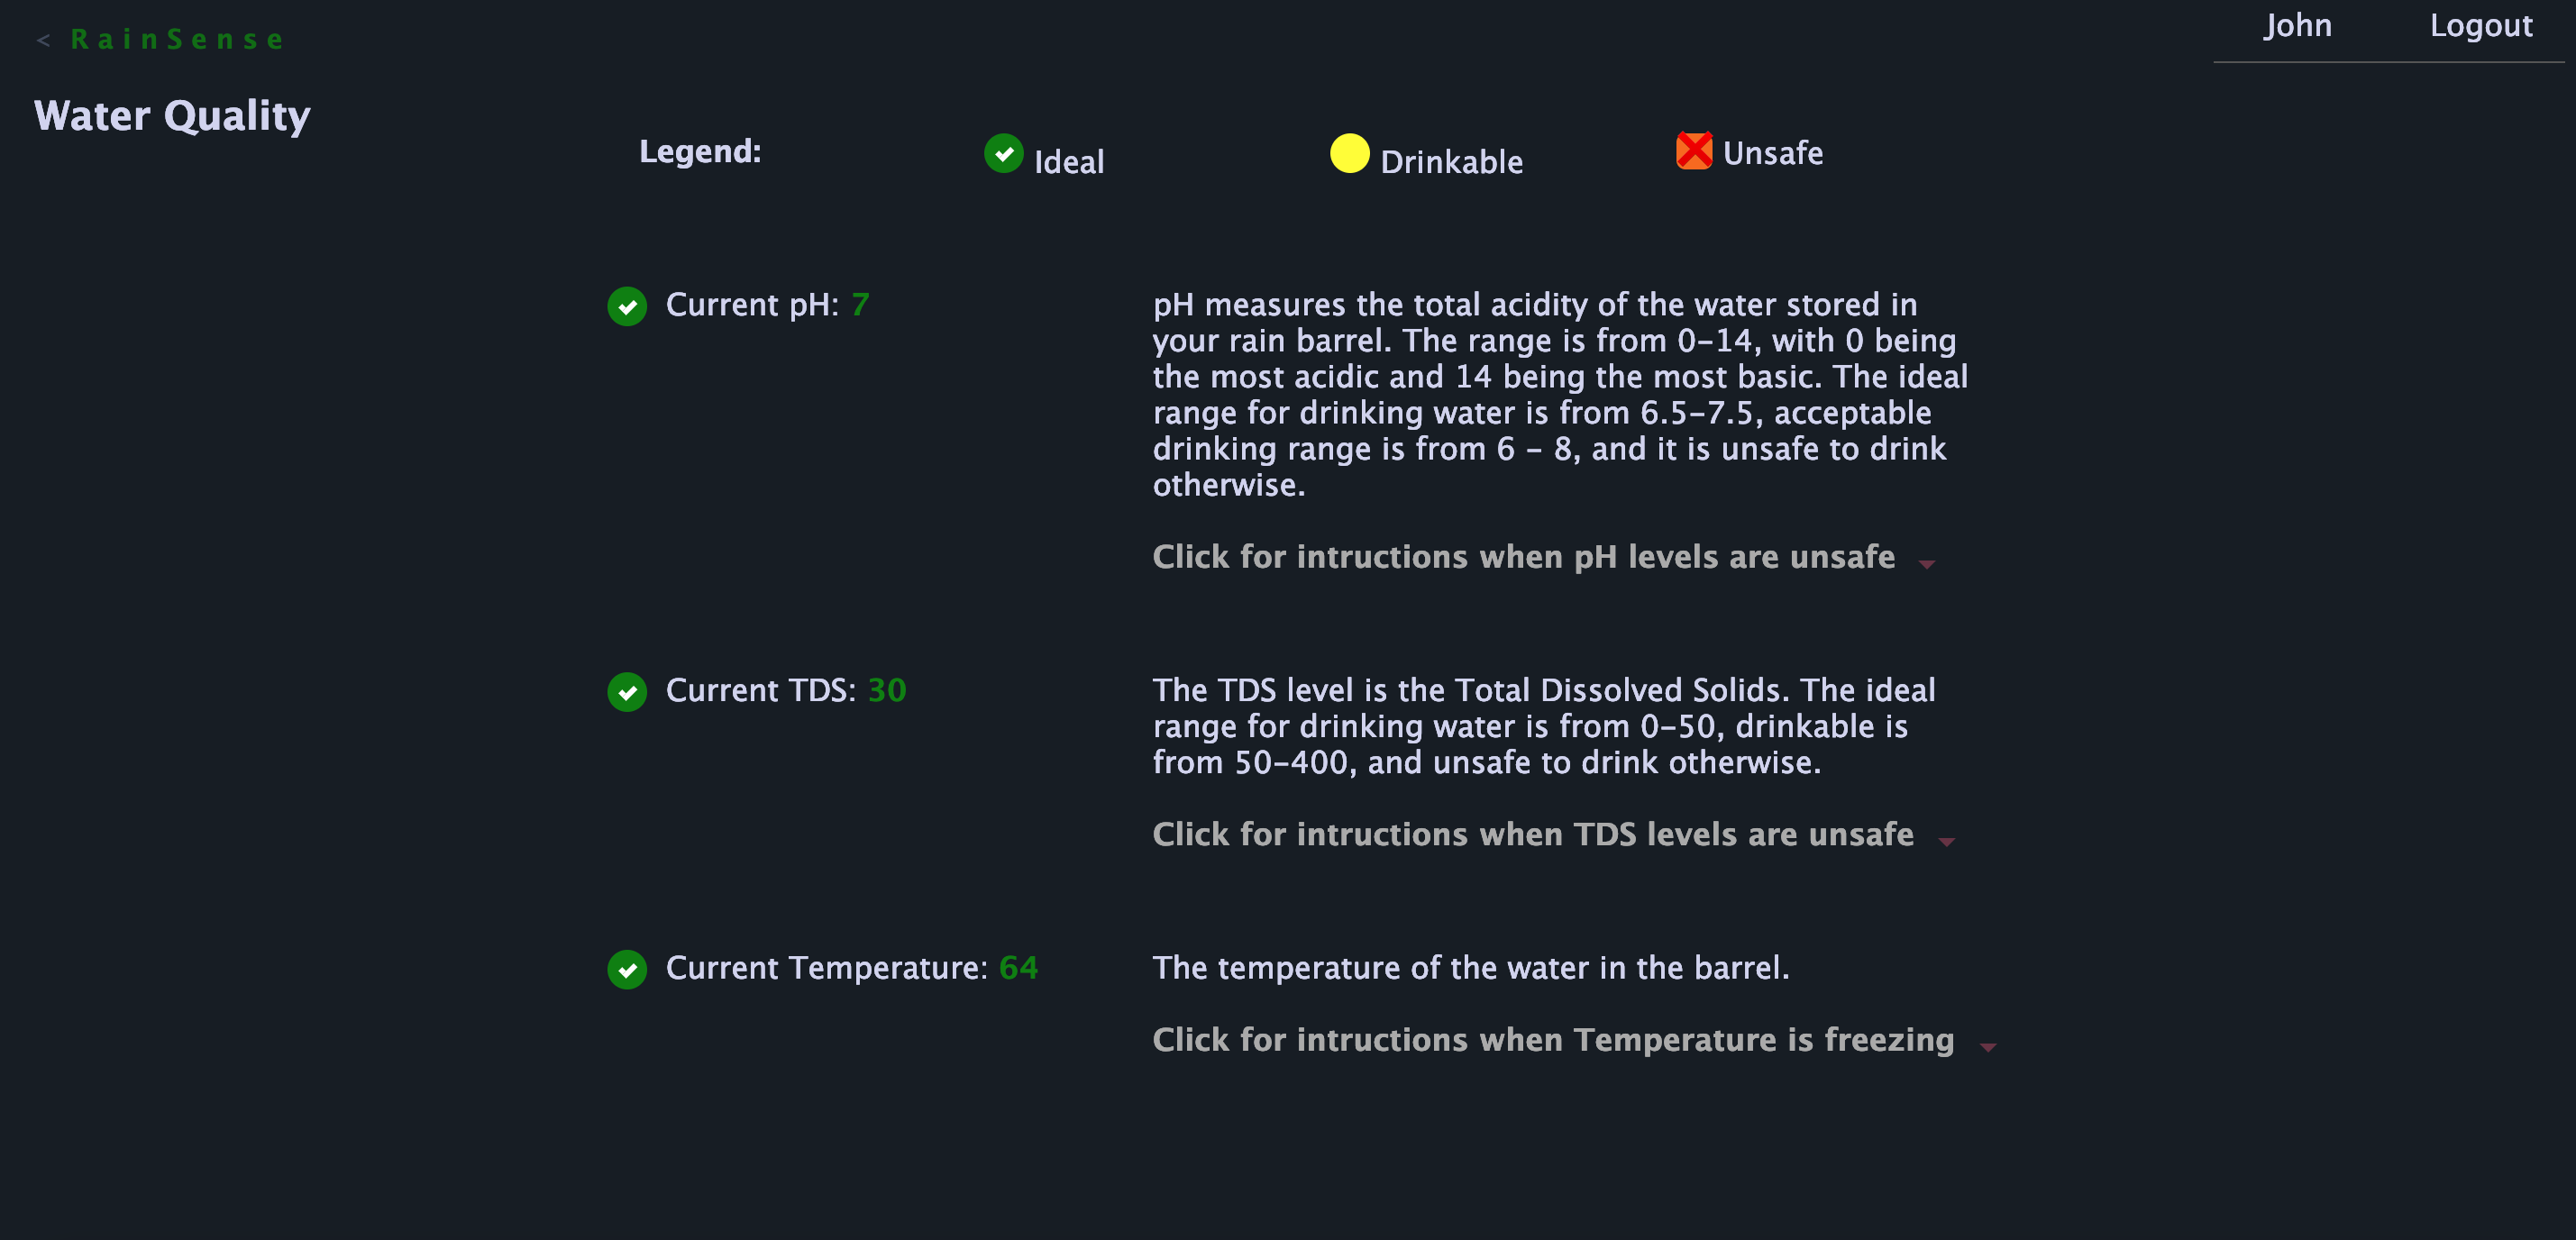 < RainSense
John Logout
Water Quality
Legend: Ideal Drinkable Unsafe
Current pH: 7
pH measures the total acidity of the water stored in
your rain barrel. The range is from 0-14, with 0 being
the most acidic and 14 being the most basic. The ideal
range for drinking water is from 6.5-7.5, acceptable
drinking range is from 6 - 8, and it is unsafe to drink
otherwise.
Click for intructions when pH levels are unsafe
Current TDS: 30
The TDS level is the Total Dissolved Solids. The ideal
range for drinking water is from 0-50, drinkable is
from 50-400, and unsafe to drink otherwise.
Click for intructions when TDS levels are unsafe
Current Temperature: 64
The temperature of the water in the barrel.
Click for intructions when Temperature is freezing